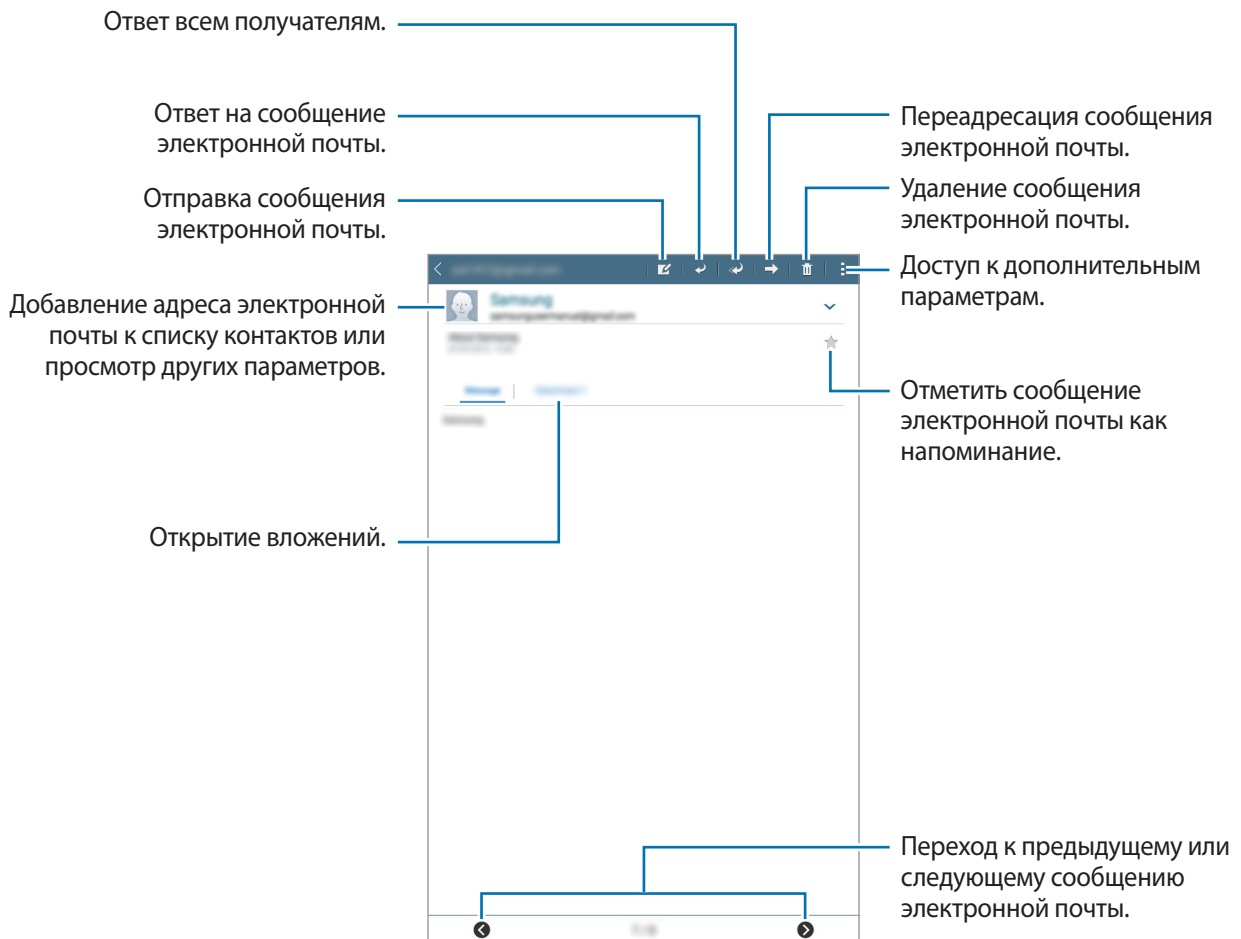 Ответ всем получателям.
Ответ на сообщение
электронной почты.
Отправка сообщения
электронной почты.
Добавление адреса электронной
почты к списку контактов или
просмотр других параметров.
Открытие вложений.
Переадресация сообщения
электронной почты.
Удаление сообщения
электронной почты.
Доступ к дополнительным
параметрам.
Отметить сообщение
электронной почты как
напоминание.
Переход к предыдущему или
следующему сообщению
электронной почты.
Samsung
Message
Samsung